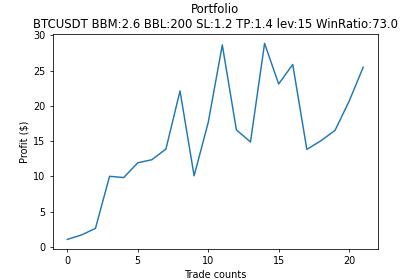 Portfolio
BTCUSDT BBM:2.6 BBL:200 SL:1.2 TP:1.4 lev:15 WinRatio:73.0
30
25
20
15
10
5
0
Profit ($)
0 5 10 15 20
Trade counts